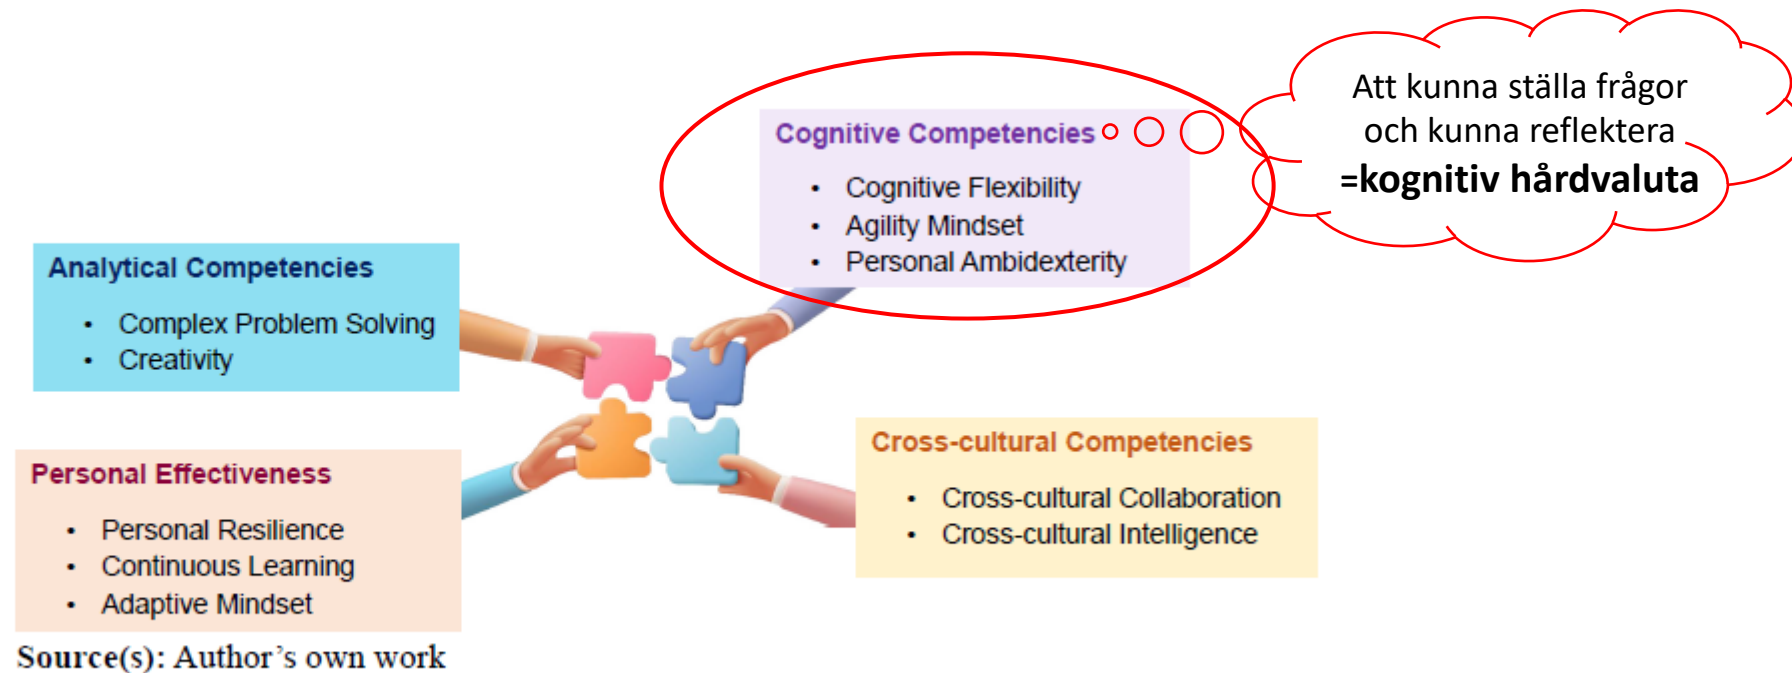 Att kunna ställa frågor
och kunna reflektera
=kognitiv hårdvaluta
Cognitive Competencies
• Cognitive Flexibility
• Agility Mindset
• Personal Ambidexterity
Analytical Competencies
• Complex Problem Solving
• Creativity
Cross-cultural Competencies
• Cross-cultural Collaboration
• Cross-cultural Intelligence
Personal Effectiveness
• Personal Resilience
• Continuous Learning
• Adaptive Mindset
Source(s): Author's own work